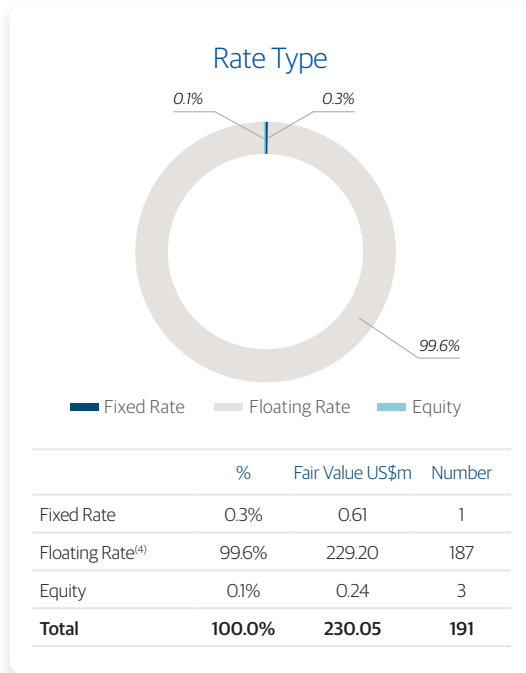 Rate Type
0.1% 0.3%
99.6%
Fixed Rate Floating Rate Equity
% Fair Value US$m Number
Fixed Rate 0.3% 0.61 1
Floating Rate(4) 99.6% 229.20 187
Equity 0.1% 0.24 3
Total 100.0% 230.05 191